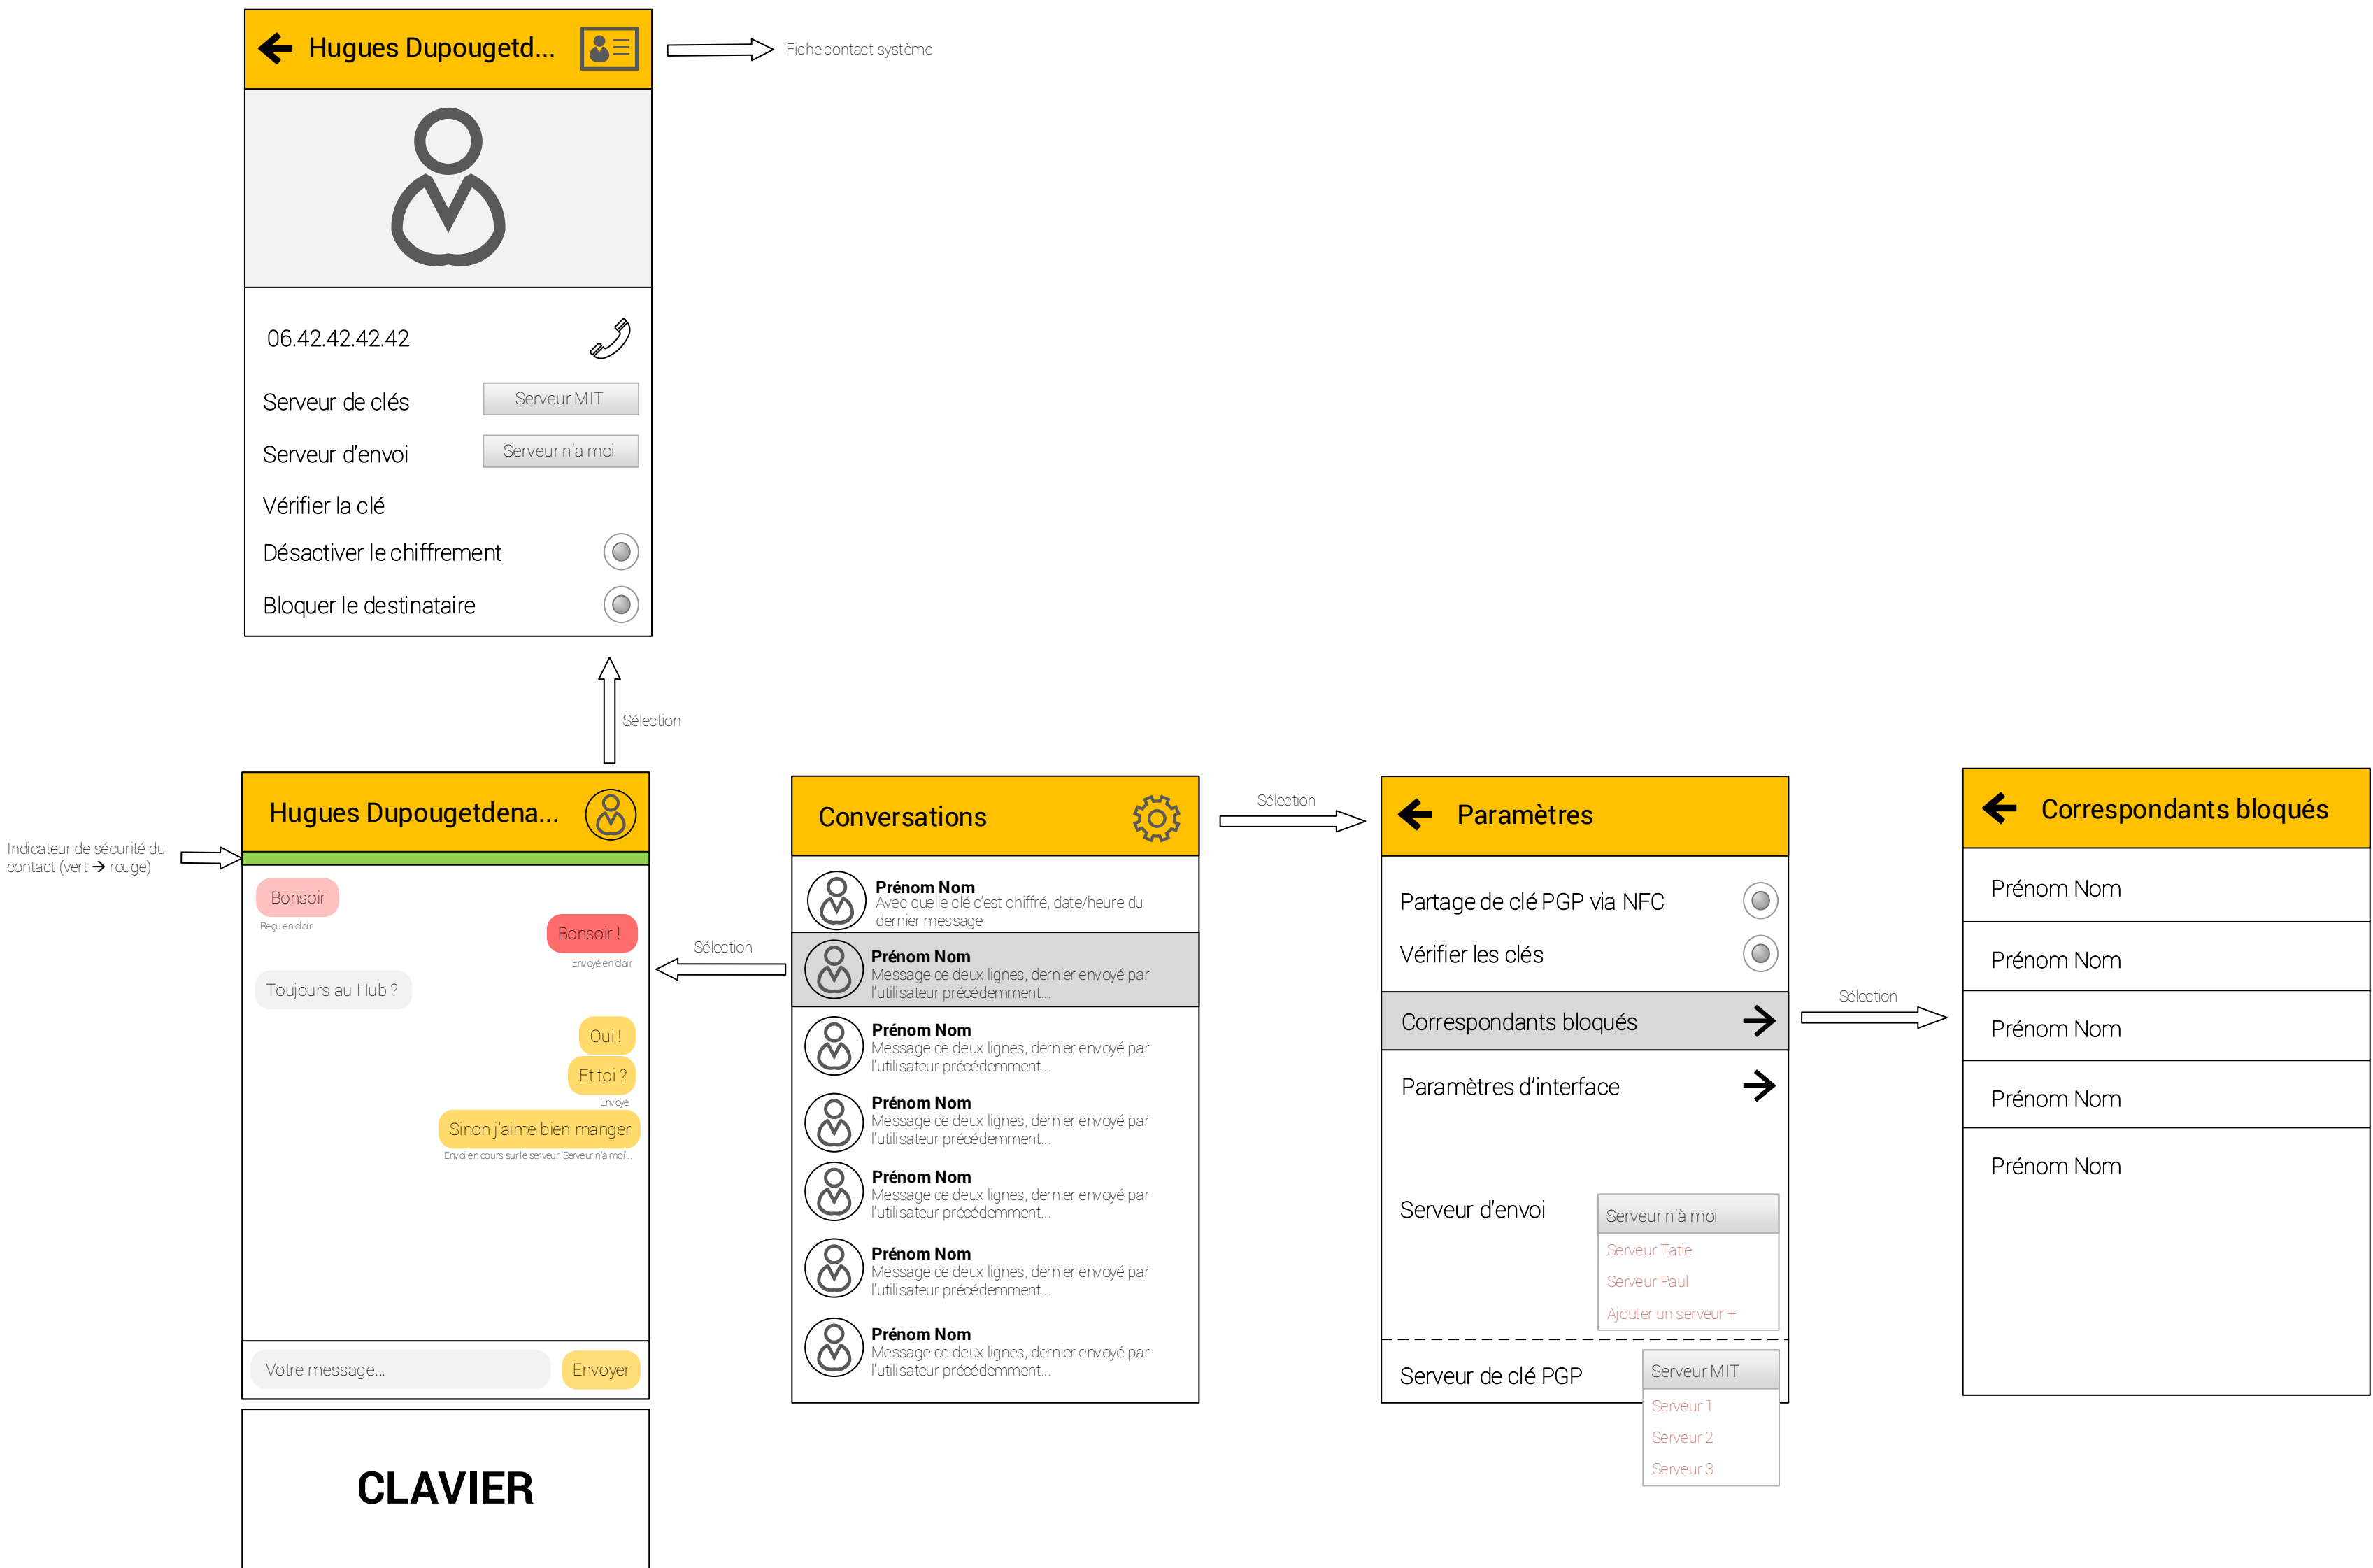 Hugues Dupougetd...
Fiche contact système
06.42.42.42.42
Serveur de clés
Serveur MIT
Serveur d'envoi
Serveur n'a moi
Vérifier la clé
Désactiver le chiffrement
Bloquer le destinataire
Sélection
Indicateur de sécurité du
contact (vert → rouge)
Hugues Dupougetdena...
Bonsoir
Reçu en clair
Bonsoir !
Envoyé en clair
Toujours au Hub ?
Oui !
Et toi ?
Envoyé
Sinon j'aime bien manger
Envoi en cours sur le serveur 'Serveur n'à moi'...
Votre message...
Envoyer
CLAVIER
Sélection
Conversations
Prénom Nom
Avec quelle clé c'est chiffré, date/heure du
dernier message
Prénom Nom
Message de deux lignes, dernier envoyé par
l'utilisateur précédemment...
Prénom Nom
Message de deux lignes, dernier envoyé par
l'utilisateur précédemment...
Prénom Nom
Message de deux lignes, dernier envoyé par
l'utilisateur précédemment...
Prénom Nom
Message de deux lignes, dernier envoyé par
l'utilisateur précédemment...
Prénom Nom
Message de deux lignes, dernier envoyé par
l'utilisateur précédemment...
Prénom Nom
Message de deux lignes, dernier envoyé par
l'utilisateur précédemment...
Sélection
Paramètres
Partage de clé PGP via NFC
Vérifier les clés
Correspondants bloqués
Paramètres d'interface
Serveur d'envoi
Serveur n'à moi
Serveur Tatie
Serveur Paul
Ajouter un serveur +
Serveur de clé PGP
Serveur MIT
Serveur 1
Serveur 2
Serveur 3
Sélection
Correspondants bloqués
Prénom Nom
Prénom Nom
Prénom Nom
Prénom Nom
Prénom Nom